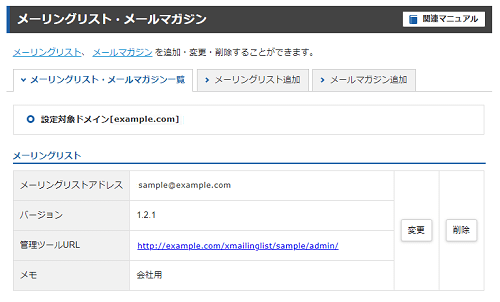 メーリングリスト・メールマガジン
関連マニュアル
メーリングリスト、 メールマガジン を追加・変更・削除することができます。
メーリングリスト・メールマガジン一覧
メーリングリスト追加
メールマガジン追加
設定対象ドメイン[example.com]
メーリングリスト
メーリングリストアドレス sample@example.com
バージョン 1.2.1
管理ツールURL http://example.com/xmailinglist/sample/admin/
メモ 会社用
変更
削除